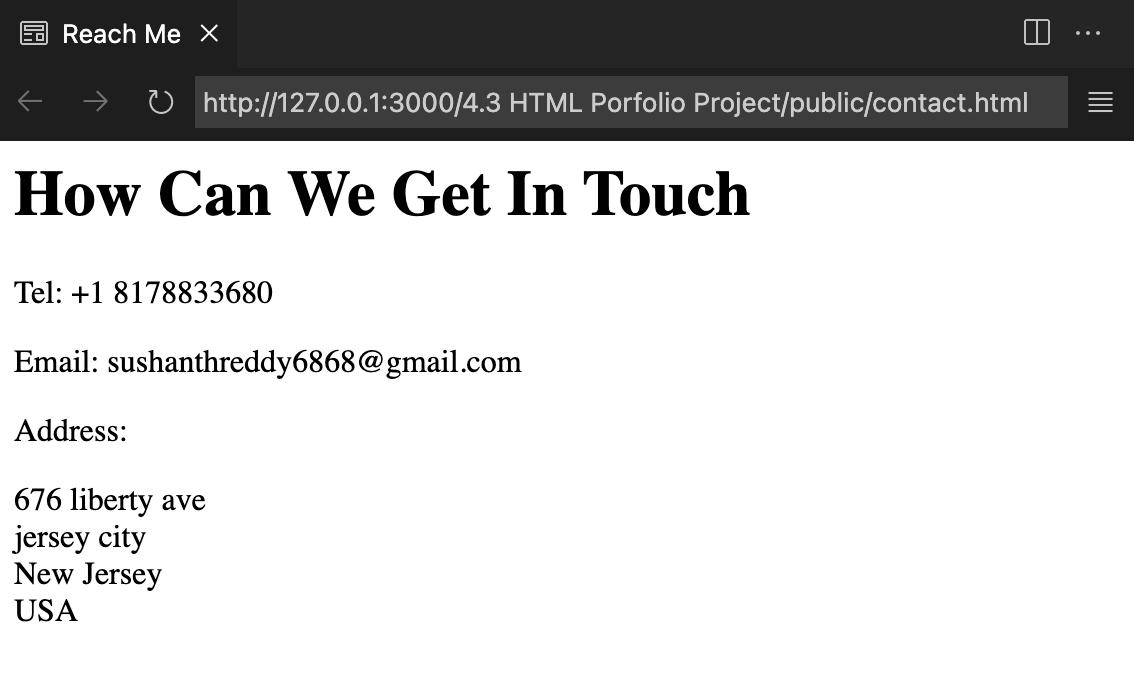 Reach Me
http://127.0.0.1:3000/4.3 HTML Porfolio Project/public/contact.html
How Can We Get In Touch
Tel: +1 8178833680
Email: sushanthreddy6868@gmail.com
Address:
676 liberty ave
jersey city
New Jersey
USA